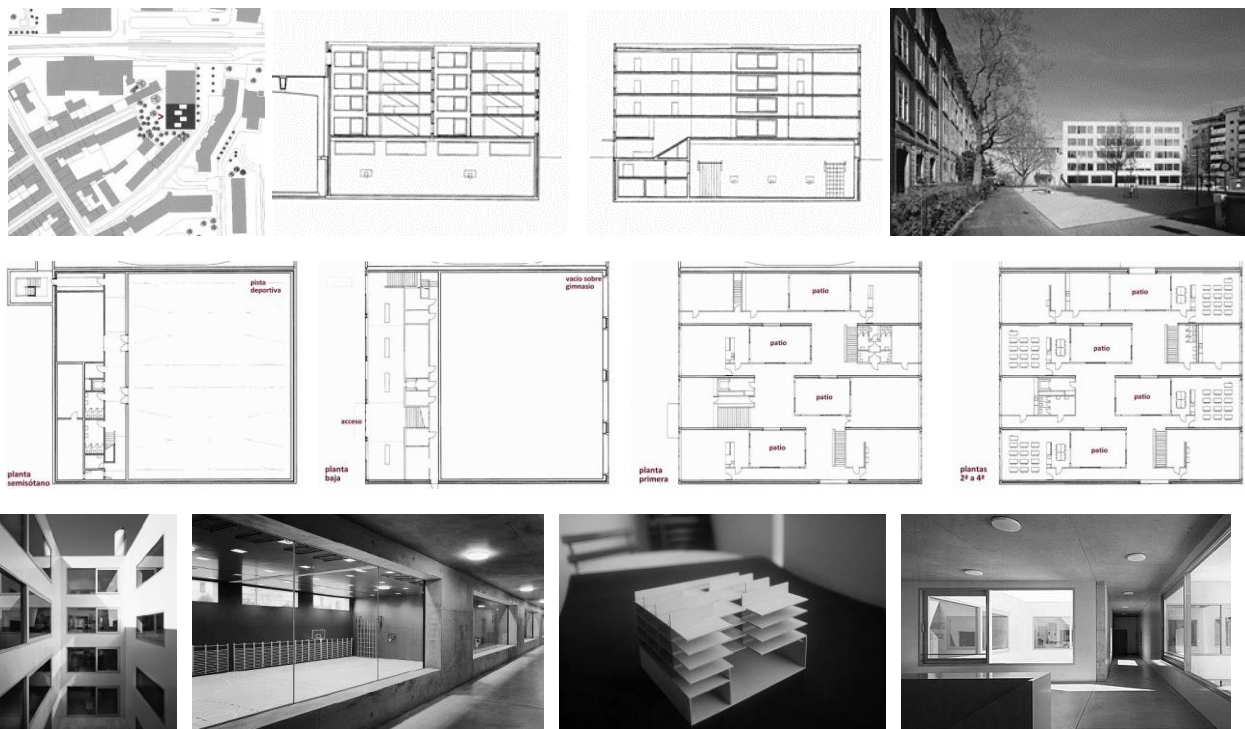 pista
deportiva
planta
semisótano
vacio sobre
gimnasio
acceso
planta
baja
patio
patio
patio
patio
planta
primera
patio
patio
patio
patio
plantas
2ª a 4ª